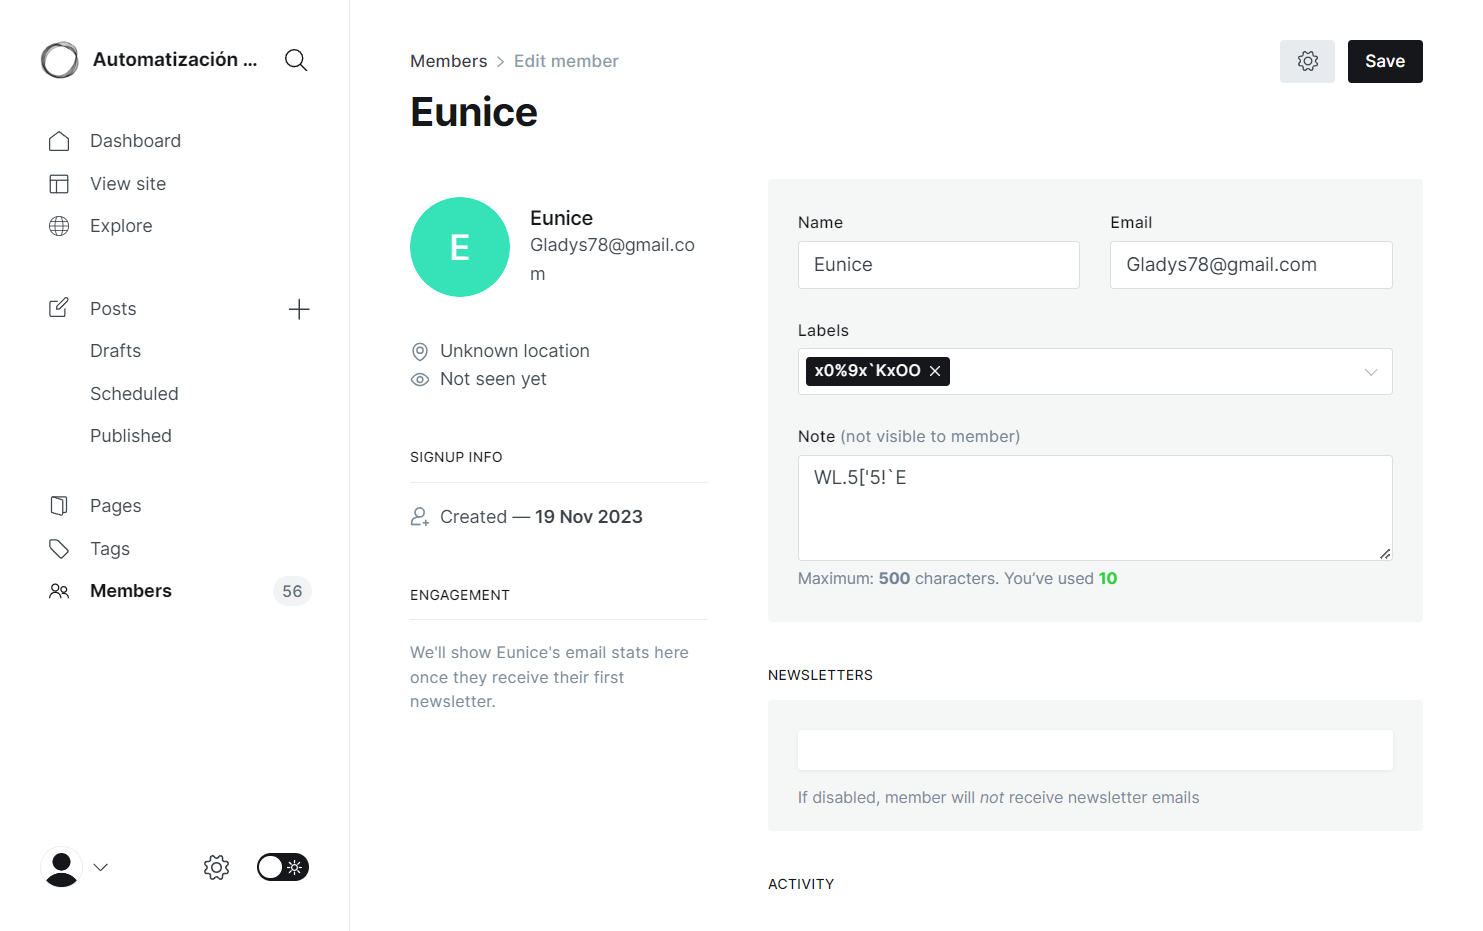 Automatización ...
Dashboard
View site
Explore
Posts
Drafts
Scheduled
Published
Pages
Tags
Members 56
Members > Edit member
Save
Eunice
E
Eunice
Gladys78@gmail.co
m
Unknown location
Not seen yet
SIGNUP INFO
Created — 19 Nov 2023
ENGAGEMENT
We'll show Eunice's email stats here
once they receive their first
newsletter.
Name
Eunice
Email
Gladys78@gmail.com
Labels
x0%9x`KxOO
Note (not visible to member)
WL.5['5!`E
Maximum: 500 characters. You’ve used 10
NEWSLETTERS
If disabled, member will not receive newsletter emails
ACTIVITY